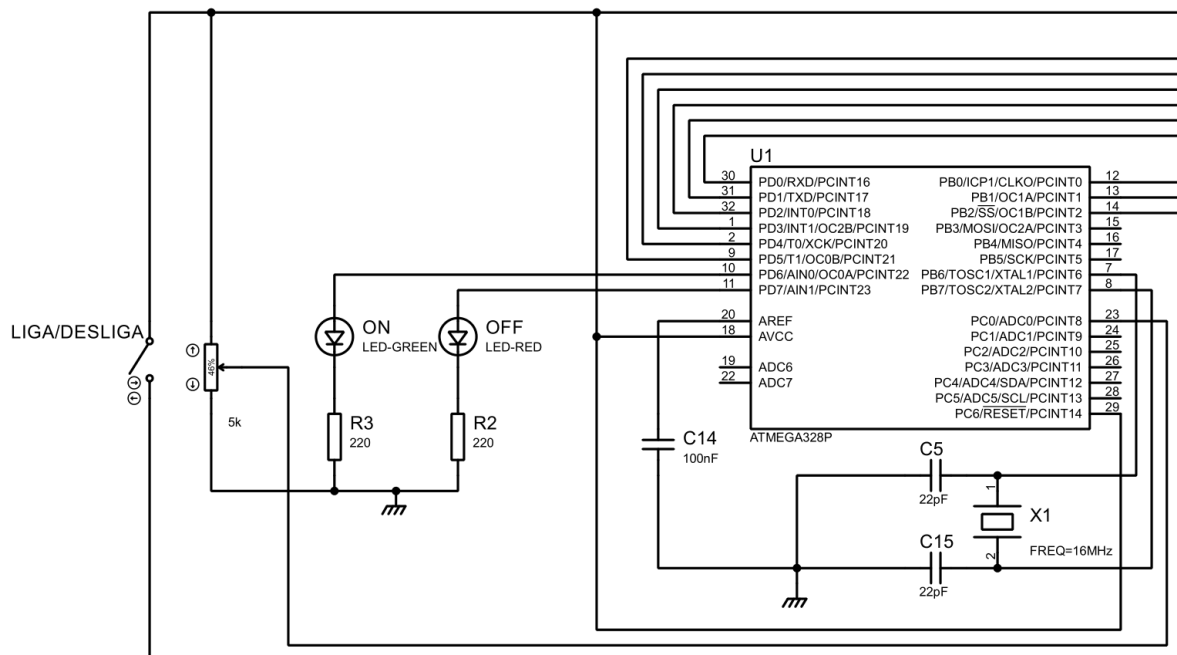 U1
30 PD0/RXD/PCINT16 PB0/ICP1/CLKO/PCINT0 12
31 PD1/TXD/PCINT17 PB1/OC1A/PCINT1 13
32 PD2/INT0/PCINT18 PB2/SS/OC1B/PCINT2 14
1 PD3/INT1/OC2B/PCINT19 PB3/MOSI/OC2A/PCINT3 15
2 PD4/T0/XCK/PCINT20 PB4/MISO/PCINT4 16
9 PD5/T1/OC0B/PCINT21 PB5/SCK/PCINT5 17
10 PD6/AIN0/OC0A/PCINT22 PB6/TOSC1/XTAL1/PCINT6 7
11 PD7/AIN1/PCINT23 PB7/TOSC2/XTAL2/PCINT7 8
20 AREF PC0/ADC0/PCINT8 23
18 AVCC PC1/ADC1/PCINT9 24
PC2/ADC2/PCINT10 25
19 ADC6 PC3/ADC3/PCINT11 26
22 ADC7 PC4/ADC4/SDA/PCINT12 27
PC5/ADC5/SCL/PCINT13 28
PC6/RESET/PCINT14 29
ATMEGA328P
LIGA/DESLIGA
46%
5k
ON
LED-GREEN
OFF
LED-RED
R3
220
R2
220
C14
100nF
C5
22pF
1
X1
2
FREQ=16MHz
C15
22pF